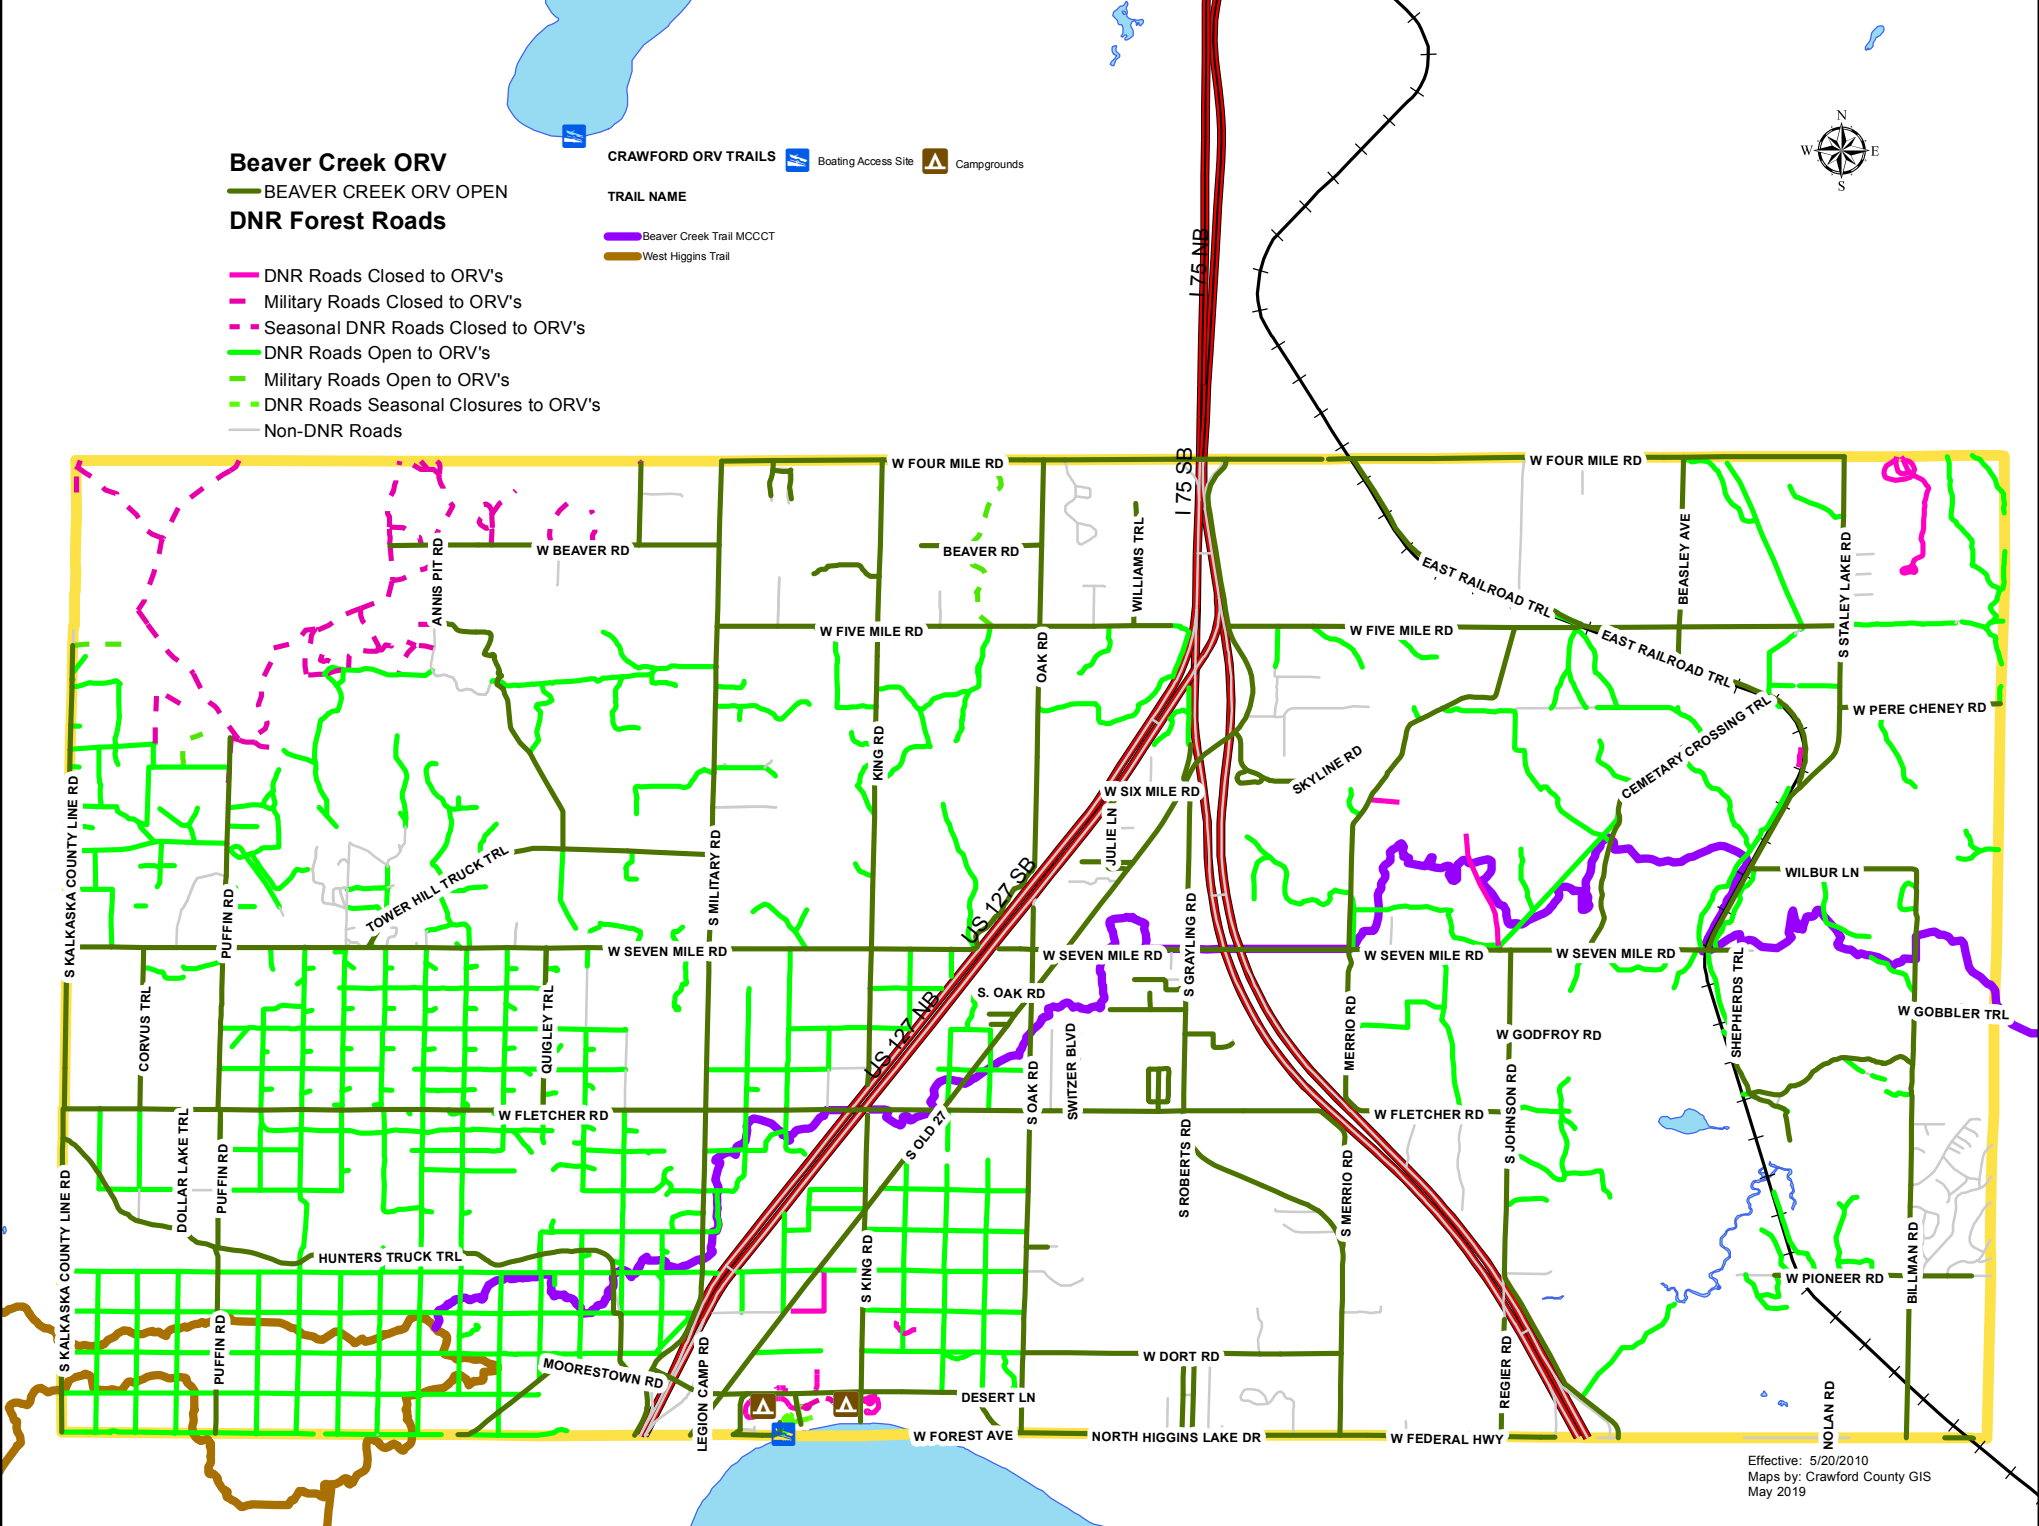 Beaver Creek ORV
BEAVER CREEK ORV OPEN
DNR Forest Roads
DNR Roads Closed to ORV's
Military Roads Closed to ORV's
Seasonal DNR Roads Closed to ORV's
DNR Roads Open to ORV's
Military Roads Open to ORV's
DNR Roads Seasonal Closures to ORV's
Non-DNR Roads
CRAWFORD ORV TRAILS
Boating Access Site
Campgrounds
TRAIL NAME
Beaver Creek Trail MCCCT
West Higgins Trail
N
W
E
S
I 75 NB
I 75 SB
W FOUR MILE RD
W FOUR MILE RD
W BEAVER RD
BEAVER RD
ANNIS PIT RD
WILLIAMS TRL
EAST RAILROAD TRL
BEASLEY AVE
S STALEY LAKE RD
W FIVE MILE RD
W FIVE MILE RD
EAST RAILROAD TRL
OAK RD
W PERE CHENEY RD
CEMETARY CROSSING TRL
KING RD
SKYLINE RD
W SIX MILE RD
JULIE LN
S KALKASKA COUNTY LINE RD
TOWER HILL TRUCK TRL
S MILITARY RD
US 127 SB
WILBUR LN
PUFFIN RD
S GRAYLING RD
W SEVEN MILE RD
W SEVEN MILE RD
W SEVEN MILE RD
W SEVEN MILE RD
S. OAK RD
CORVUS TRL
QUIGLEY TRL
US 127 NB
MERRIO RD
W GODFROY RD
SHEPHERDS TRL
W GOBBLER TRL
SWITZER BLVD
S OAK RD
W FLETCHER RD
W FLETCHER RD
S JOHNSON RD
S OLD 27
DOLLAR LAKE TRL
PUFFIN RD
S ROBERTS RD
S MERRIO RD
S KALKASKA COUNTY LINE RD
HUNTERS TRUCK TRL
S KING RD
W PIONEER RD
BILLMAN RD
PUFFIN RD
MOORESTOWN RD
LEGION CAMP RD
W DORT RD
REGIER RD
DESERT LN
NOLAN RD
W FOREST AVE
NORTH HIGGINS LAKE DR
W FEDERAL HWY
Effective: 5/20/2010
Maps by: Crawford County GIS
May 2019